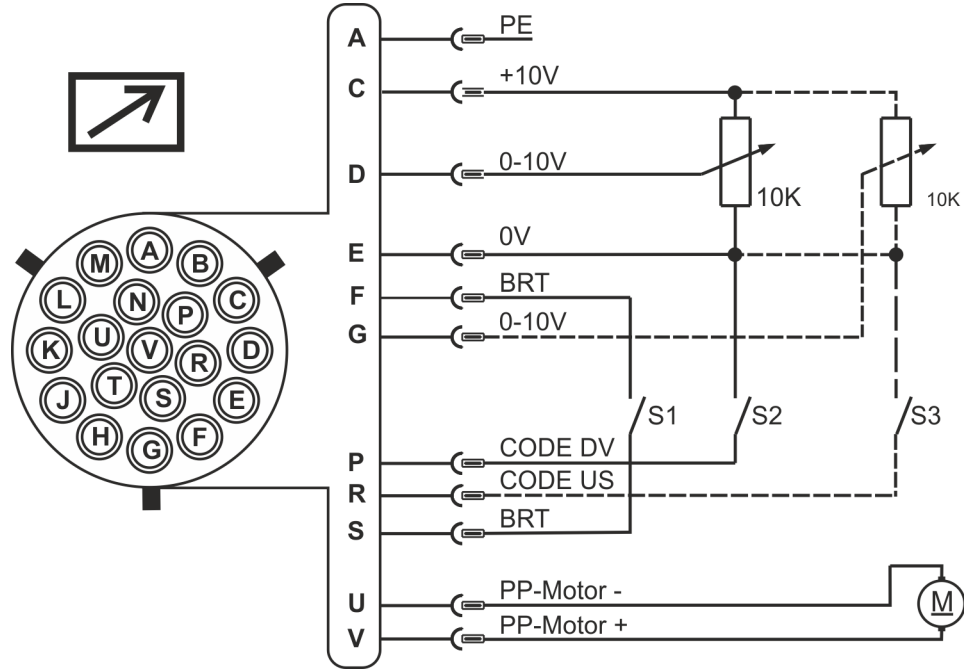 A PE
C +10V
D 0-10V
10K
10K
E 0V
F BRT
G 0-10V
S1 S2 S3
P CODE DV
R CODE US
S BRT
U PP-Motor -
V PP-Motor +
M
A
M B
L N P C
K U V R D
J T S E
H G F